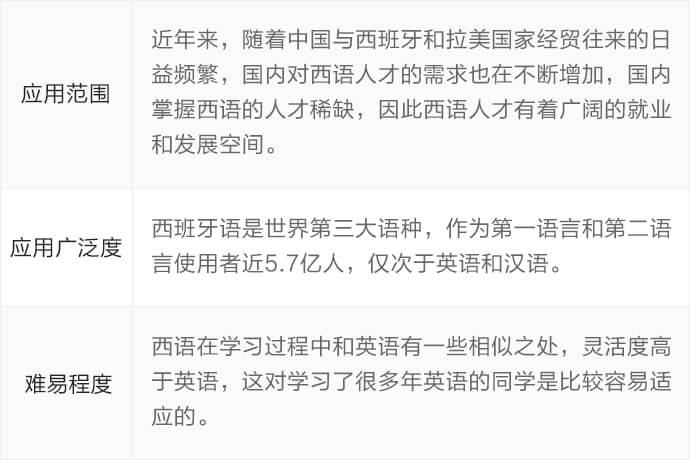 应用范围
近年来，随着中国与西班牙和拉美国家经贸往来的日
益频繁，国内对西语人才的需求也在不断增加，国内
掌握西语的人才稀缺，因此西语人才有着广阔的就业
和发展空间。
应用广泛度
西班牙语是世界第三大语种，作为第一语言和第二语
言使用者近5.7亿人，仅次于英语和汉语。
难易程度
西语在学习过程中和英语有一些相似之处，灵活度高
于英语，这对学习了很多年英语的同学是比较容易适
应的。